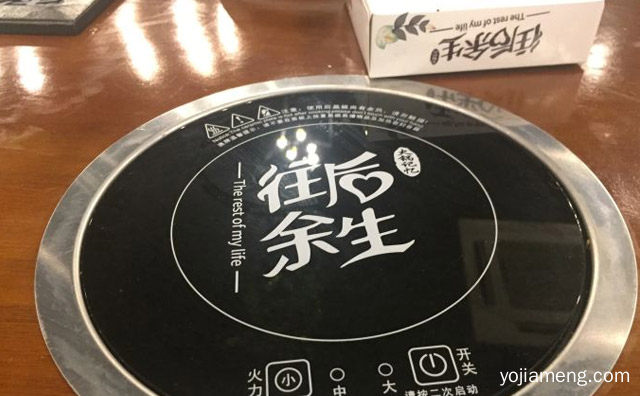 The rest of my life
往后余生
往后
余生
火锅记忆
The rest of my life
火力
小
中
大
开关
请按二次启动
yojiameng.com